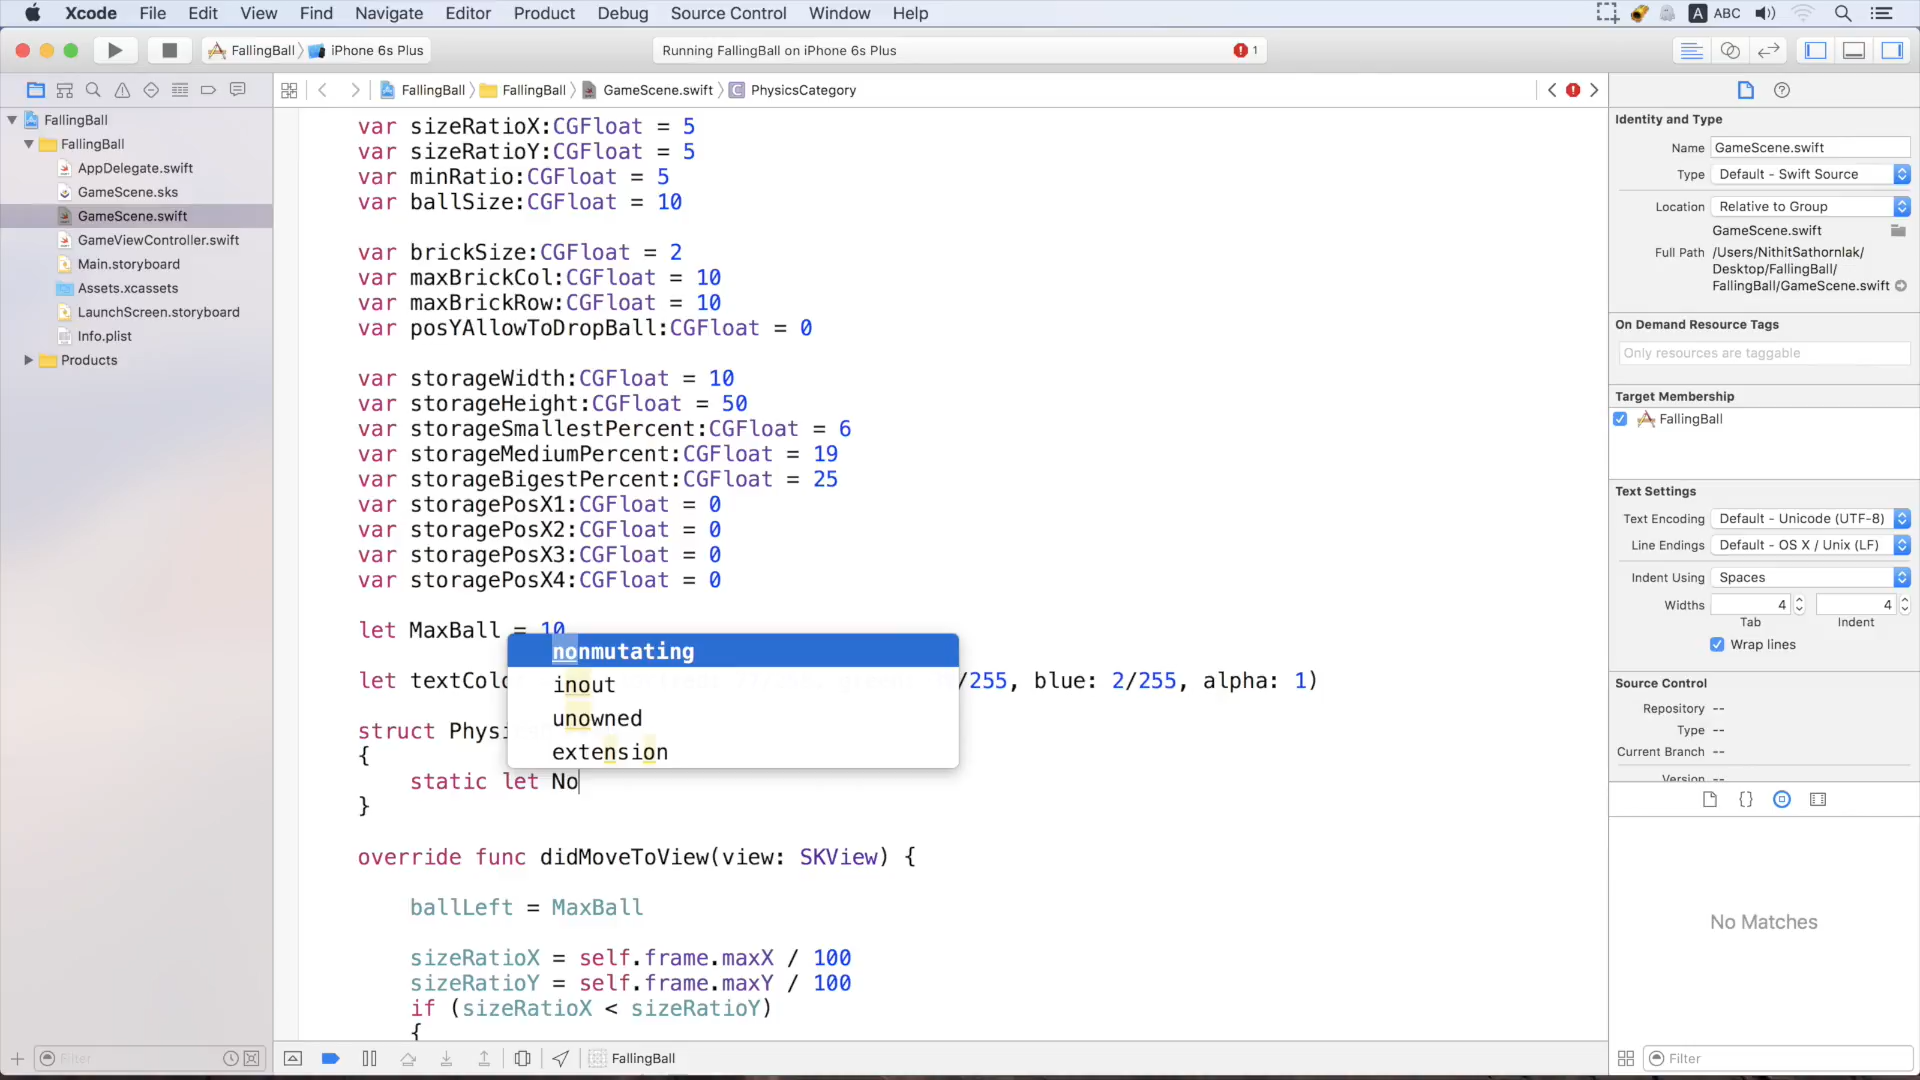 Xcode File Edit View Find Navigate Editor Product Debug Source Control Window Help A ABC
FallingBall iPhone 6s Plus Running FallingBall on iPhone 6s Plus 1
FallingBall FallingBall GameScene.swift PhysicsCategory
FallingBall
FallingBall
AppDelegate.swift
GameScene.sks
GameScene.swift
GameViewController.swift
Main.storyboard
Assets.xcassets
LaunchScreen.storyboard
Info.plist
Products
Filter
var sizeRatioX:CGFloat = 5
var sizeRatioY:CGFloat = 5
var minRatio:CGFloat = 5
var ballSize:CGFloat = 10
var brickSize:CGFloat = 2
var maxBrickCol:CGFloat = 10
var maxBrickRow:CGFloat = 10
var posYAllowToDropBall:CGFloat = 0
var storageWidth:CGFloat = 10
var storageHeight:CGFloat = 50
var storageSmallestPercent:CGFloat = 6
var storageMediumPercent:CGFloat = 19
var storageBigestPercent:CGFloat = 25
var storagePosX1:CGFloat = 0
var storagePosX2:CGFloat = 0
var storagePosX3:CGFloat = 0
var storagePosX4:CGFloat = 0
let MaxBall = 10
nonmutating
inout
unowned
extension
let /255, blue: 2/255, alpha: 1)
struct
{
static let No
}
override func didMoveToView(view: SKView) {
ballLeft = MaxBall
sizeRatioX = self.frame.maxX / 100
sizeRatioY = self.frame.maxY / 100
if (sizeRatioX < sizeRatioY)
{
FallingBall
Identity and Type
Name GameScene.swift
Type Default - Swift Source
Location Relative to Group
GameScene.swift
Full Path /Users/NithitSathornlak/
Desktop/FallingBall/
FallingBall/GameScene.swift
On Demand Resource Tags
Only resources are taggable
Target Membership
FallingBall
Text Settings
Text Encoding Default - Unicode (UTF-8)
Line Endings Default - OS X / Unix (LF)
Indent Using Spaces
Widths 4 4
Tab Indent
Wrap lines
Source Control
Repository --
Type --
Current Branch --
Version --
{}
No Matches
Filter